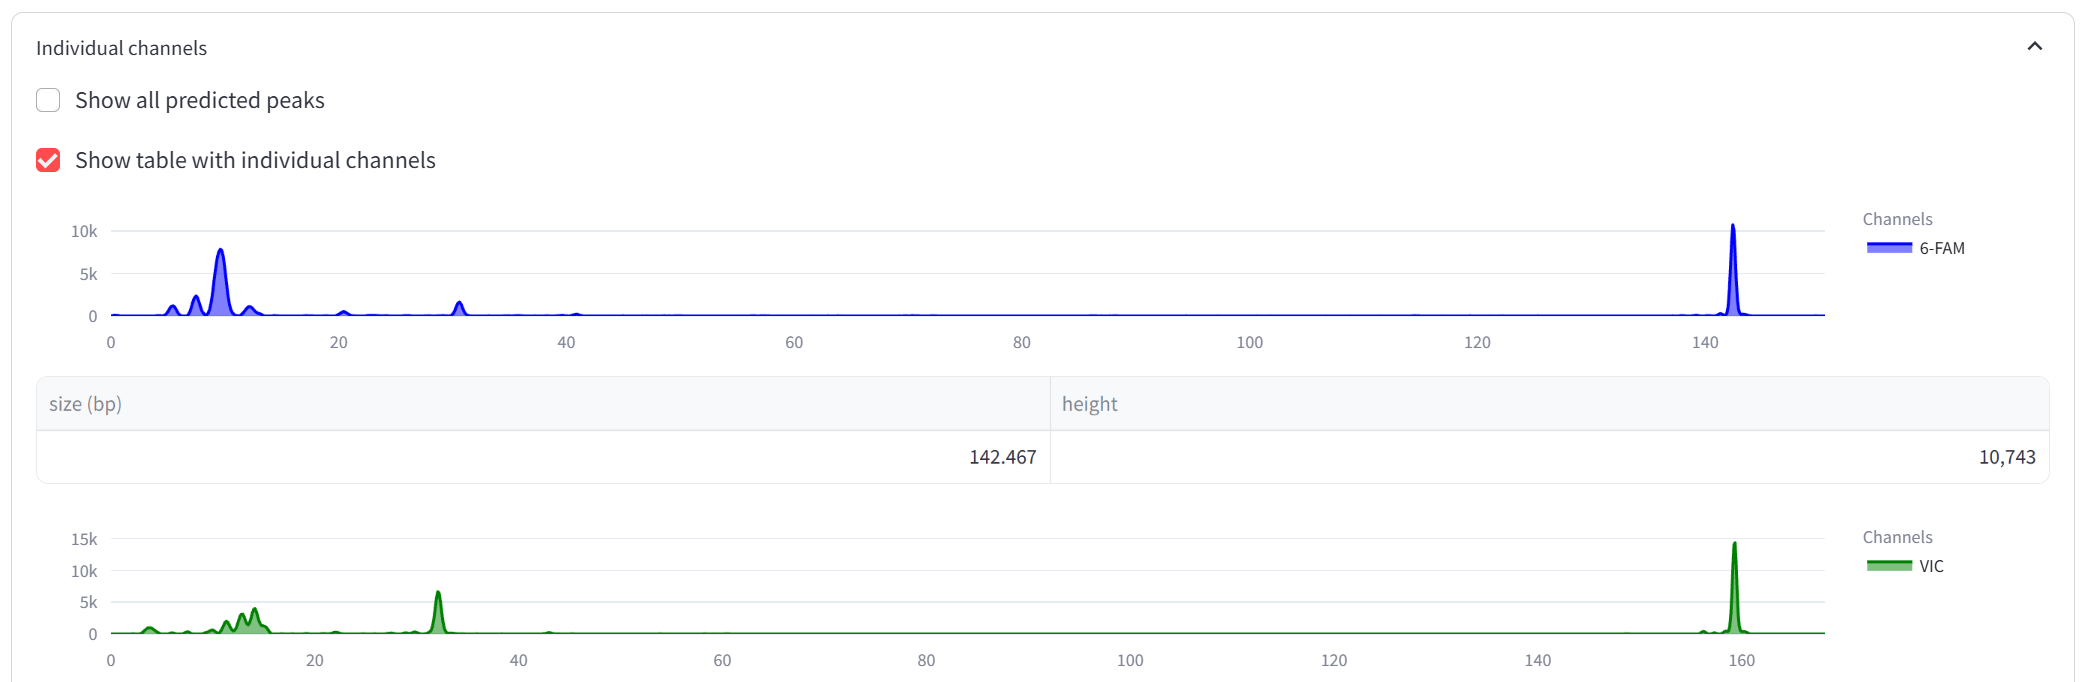 Individual channels
Show all predicted peaks
Show table with individual channels
Channels
6-FAM
10k
5k
0
0 20 40 60 80 100 120 140
size (bp) height
142.467 10,743
Channels
VIC
15k
10k
5k
0
0 20 40 60 80 100 120 140 160